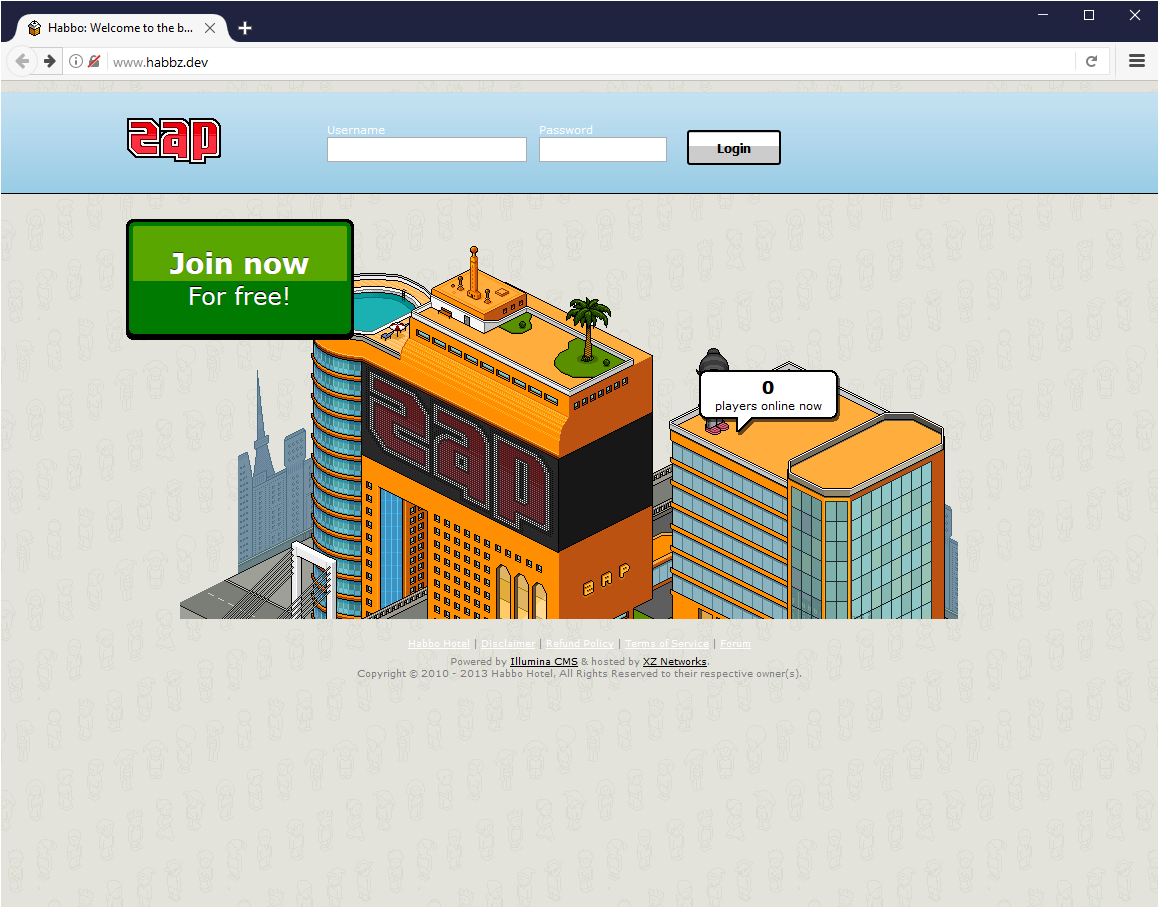 Habbo: Welcome to the b...
www.habbz.dev
zap
Username
Password
Login
Join now
For free!
0
players online now
zap
ZAP
Habbo Hotel | Disclaimer | Refund Policy | Terms of Service | Forum
Powered by Illumina CMS & hosted by XZ Networks.
Copyright © 2010 - 2013 Habbo Hotel. All Rights Reserved to their respective owner(s).